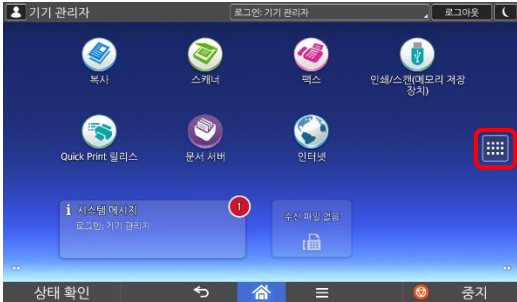 기기 관리자
로그인: 기기 관리자
로그아웃
복사
스캐너
팩스
인쇄/스캔(메모리 저장
장치)
Quick Print 릴리스
문서 서버
인터넷
시스템 메시지
로그인: 기기 관리자
1
수신 파일 없음
상태 확인
중지